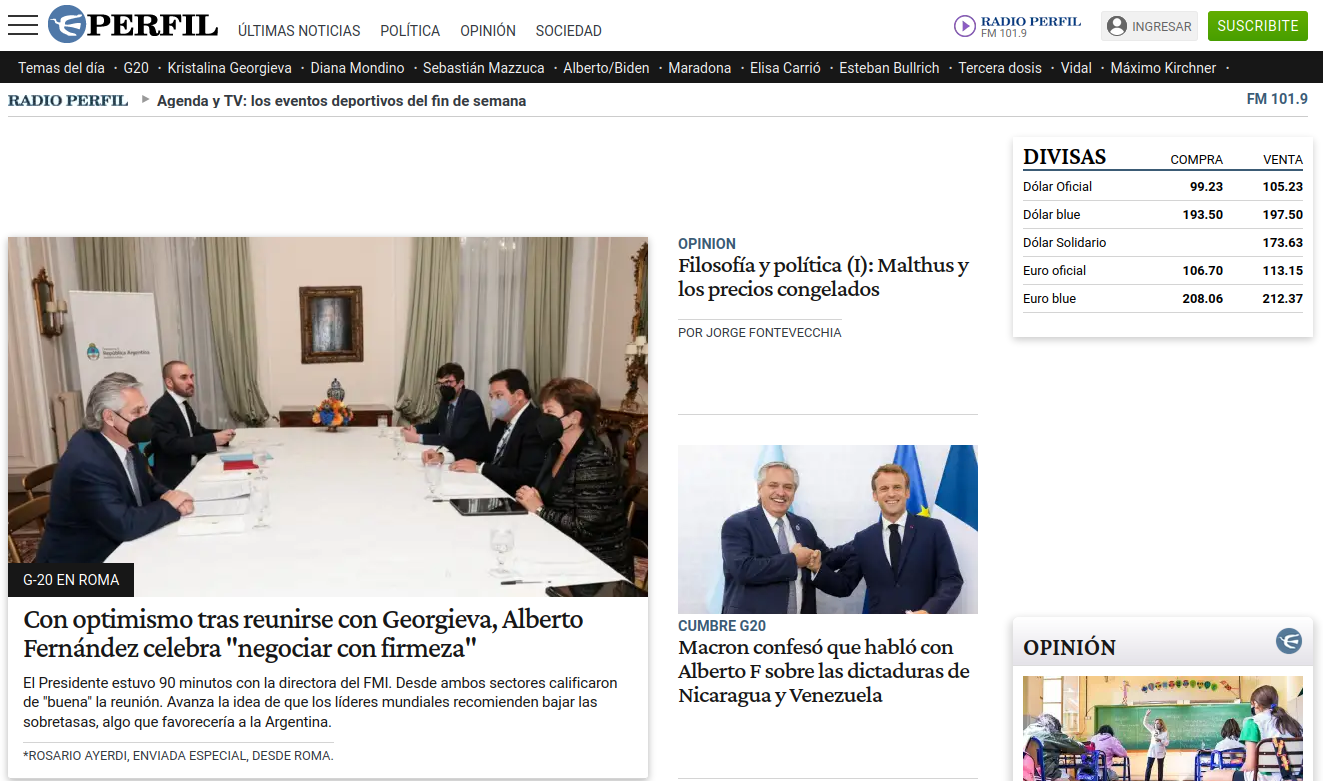 PERFIL
ÚLTIMAS NOTICIAS POLÍTICA OPINIÓN SOCIEDAD
RADIO PERFIL
FM 101.9
INGRESAR
SUSCRIBITE
Temas del día · G20 · Kristalina Georgieva · Diana Mondino · Sebastián Mazzuca · Alberto/Biden · Maradona · Elisa Carrió · Esteban Bullrich · Tercera dosis · Vidal · Máximo Kirchner ·
RADIO PERFIL Agenda y TV: los eventos deportivos del fin de semana FM 101.9
República Argentina
G-20 EN ROMA
Con optimismo tras reunirse con Georgieva, Alberto
Fernández celebra "negociar con firmeza"
El Presidente estuvo 90 minutos con la directora del FMI. Desde ambos sectores calificaron
de "buena" la reunión. Avanza la idea de que los líderes mundiales recomienden bajar las
sobretasas, algo que favorecería a la Argentina.
*ROSARIO AYERDI, ENVIADA ESPECIAL, DESDE ROMA.
OPINION
Filosofía y política (I): Malthus y
los precios congelados
POR JORGE FONTEVECCHIA
CUMBRE G20
Macron confesó que habló con
Alberto F sobre las dictaduras de
Nicaragua y Venezuela
DIVISAS COMPRA VENTA
Dólar Oficial 99.23 105.23
Dólar blue 193.50 197.50
Dólar Solidario 173.63
Euro oficial 106.70 113.15
Euro blue 208.06 212.37
OPINIÓN